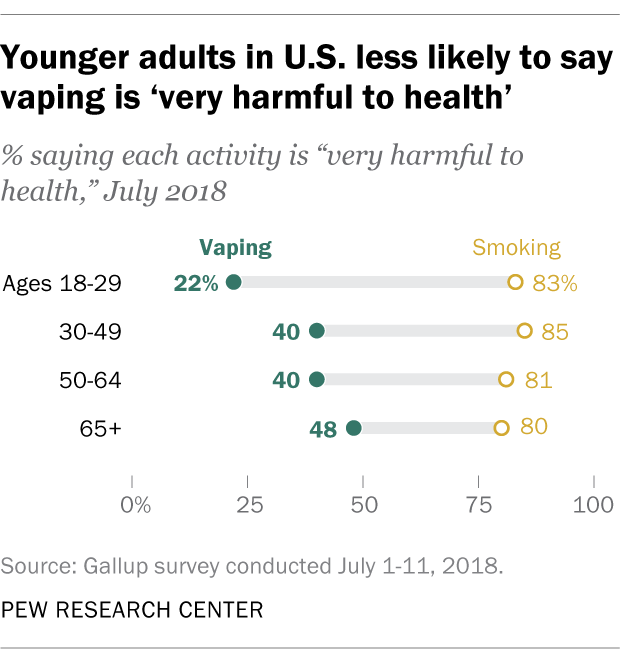 Younger adults in U.S. less likely to say
vaping is ‘very harmful to health’
% saying each activity is “very harmful to
health,” July 2018
Vaping Smoking
Ages 18-29 22% 83%
30-49 40 85
50-64 40 81
65+ 48 80
0% 25 50 75 100
Source: Gallup survey conducted July 1-11, 2018.
PEW RESEARCH CENTER